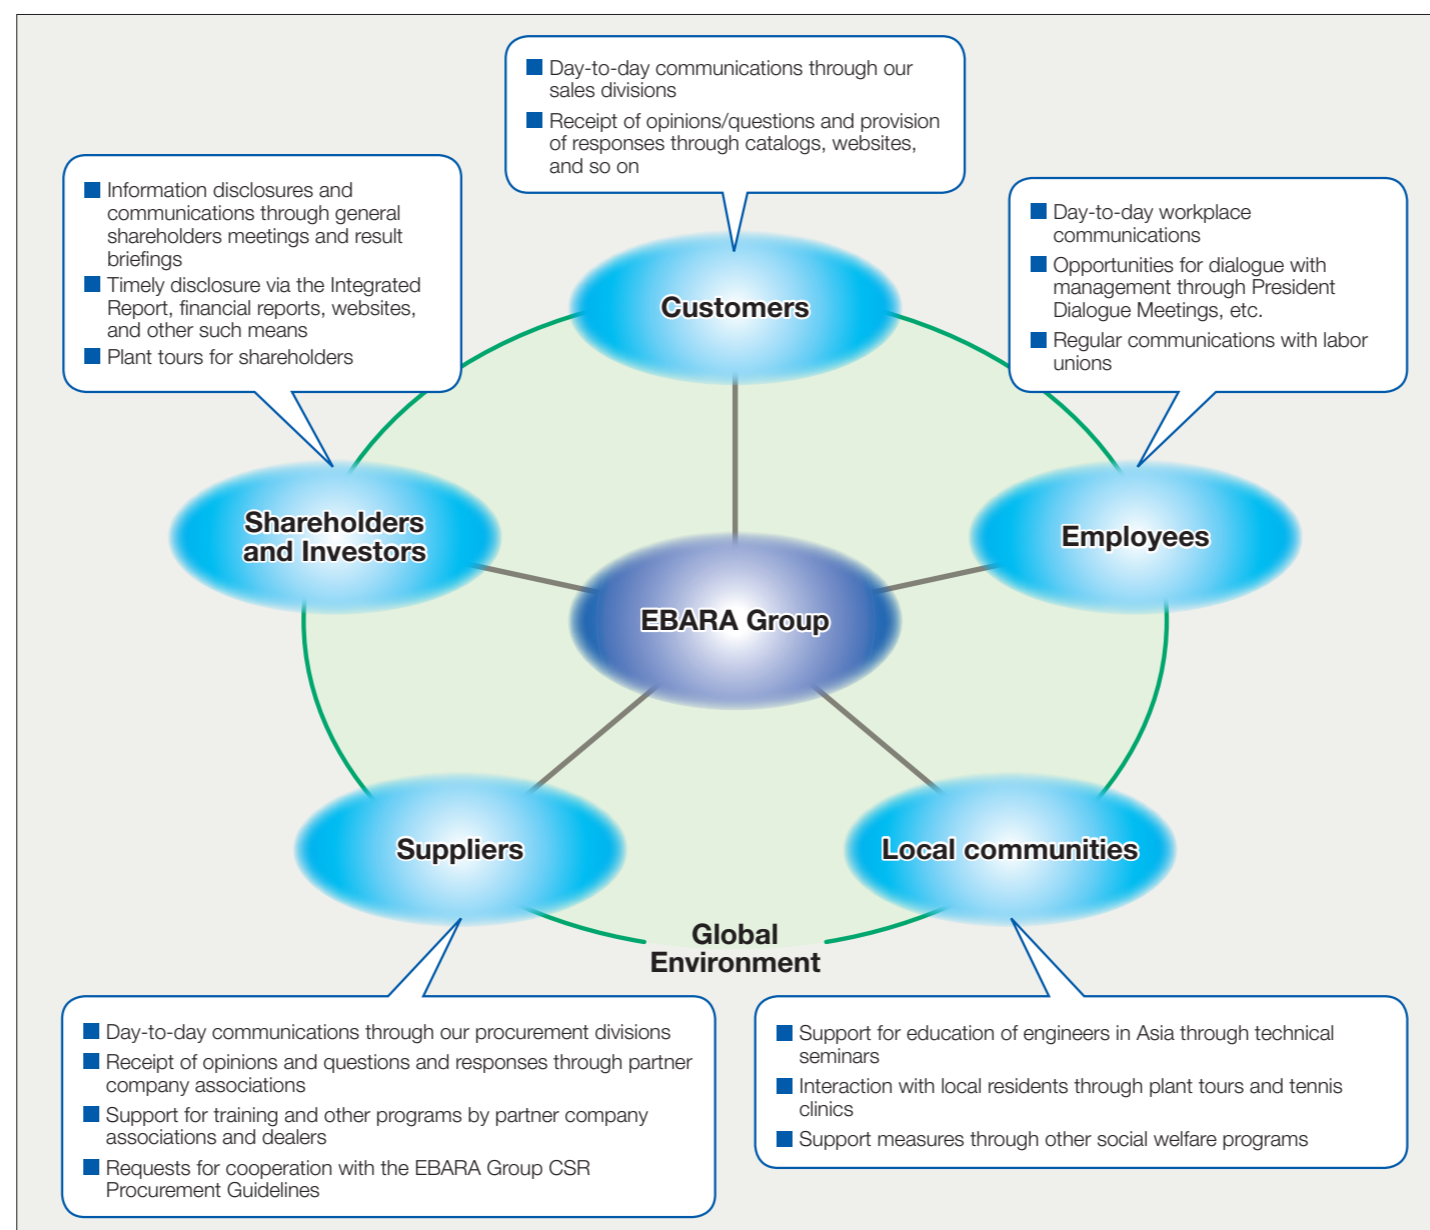 ■ Day-to-day communications through our
sales divisions
■ Receipt of opinions/questions and provision
of responses through catalogs, websites,
and so on
■ Information disclosures and
communications through general
shareholders meetings and result
briefings
■ Timely disclosure via the Integrated
Report, financial reports, websites,
and other such means
■ Plant tours for shareholders
■ Day-to-day workplace
communications
■ Opportunities for dialogue with
management through President
Dialogue Meetings, etc.
■ Regular communications with labor
unions
Customers
Shareholders
and Investors
Employees
EBARA Group
Suppliers
Local communities
Global
Environment
■ Day-to-day communications through our procurement divisions
■ Receipt of opinions and questions and responses through partner
company associations
■ Support for training and other programs by partner company
associations and dealers
■ Requests for cooperation with the EBARA Group CSR
Procurement Guidelines
■ Support for education of engineers in Asia through technical
seminars
■ Interaction with local residents through plant tours and tennis
clinics
■ Support measures through other social welfare programs